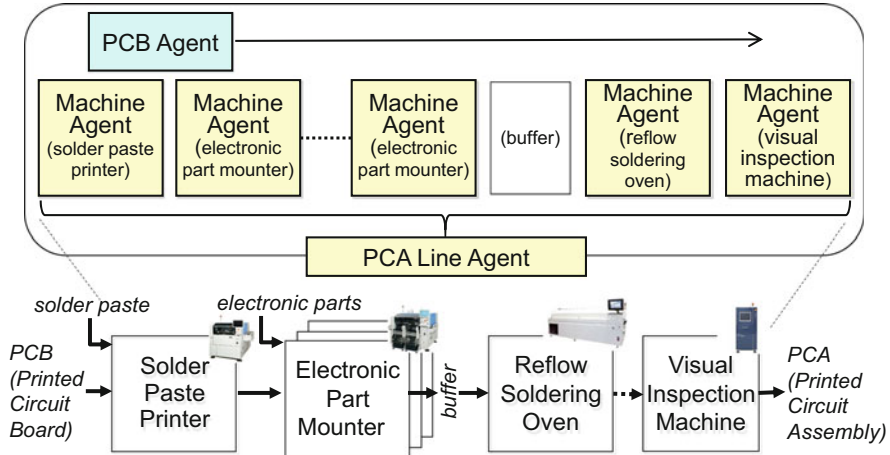 PCB Agent
Machine
Agent
(solder paste
printer)
Machine
Agent
(electronic
part mounter)
Machine
Agent
(electronic
part mounter)
(buffer)
Machine
Agent
(reflow
soldering
oven)
Machine
Agent
(visual
inspection
machine)
PCA Line Agent
solder paste
electronic parts
PCB
(Printed
Circuit
Board)
Solder
Paste
Printer
Electronic
Part
Mounter
buffer
Reflow
Soldering
Oven
Visual
Inspection
Machine
PCA
(Printed
Circuit
Assembly)